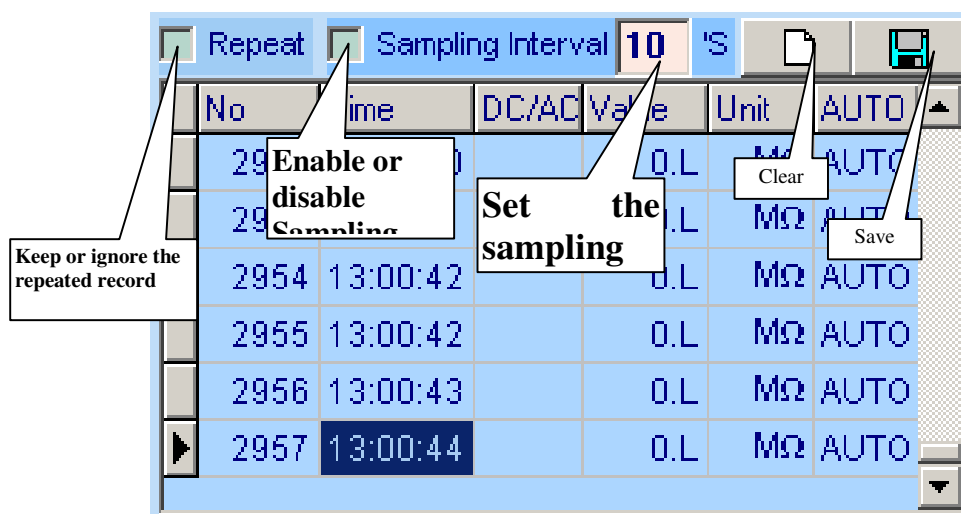 Repeat Sampling Interval 10 'S
No ime DC/AC Va e Unit AUTO
29 0 0.L MΩ AUTO
Enable or
disable
Sampling
Clear
29 .L MΩ AUTO
Set the
sampling
Save
Keep or ignore the
repeated record
2954 13:00:42 0.L MΩ AUTO
2955 13:00:42 0.L MΩ AUTO
2956 13:00:43 0.L MΩ AUTO
2957 13:00:44 0.L MΩ AUTO